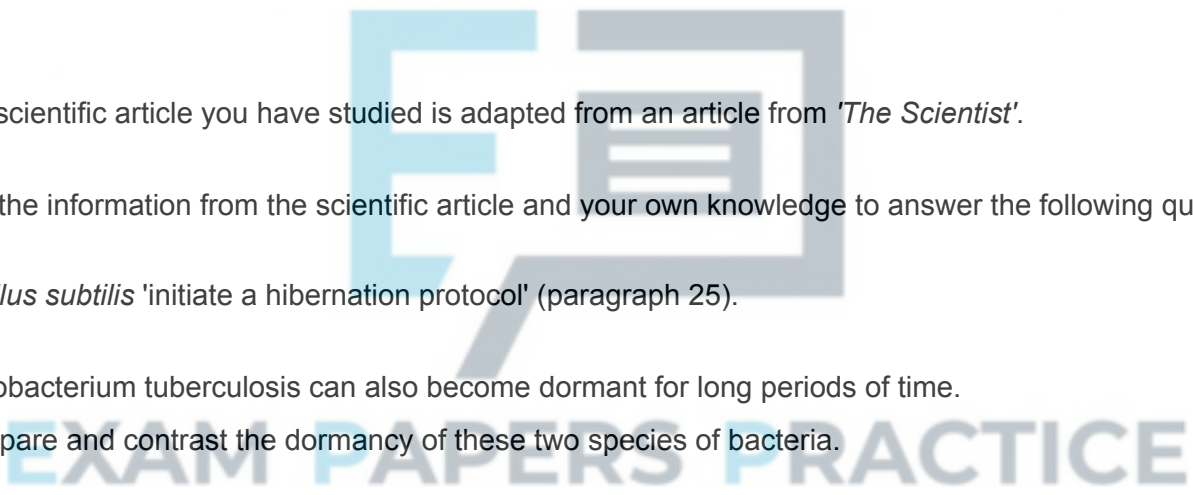 scientific article you have studied is adapted from an article from 'The Scientist'.
the information from the scientific article and your own knowledge to answer the following qu
llus subtilis 'initiate a hibernation protocol' (paragraph 25).
obacterium tuberculosis can also become dormant for long periods of time.
pare and contrast the dormancy of these two species of bacteria.
EXAM PAPERS PRACTICE